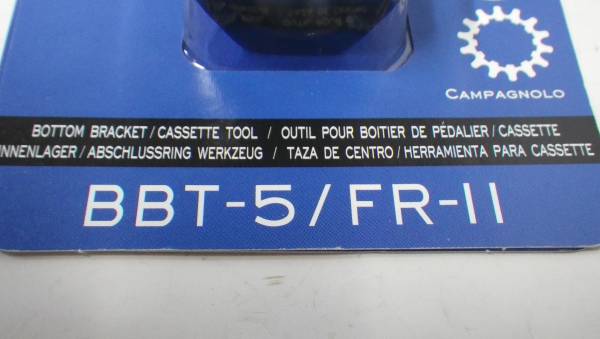 CAMPAGNOLO
BOTTOM BRACKET / CASSETTE TOOL / OUTIL POUR BOITIER DE PÉDALIER / CASSETTE
NNENLAGER / ABSCHLUSSRING WERKZEUG / TAZA DE CENTRO / HERRAMIENTA PARA CASSETTE
BBT-5/FR-11